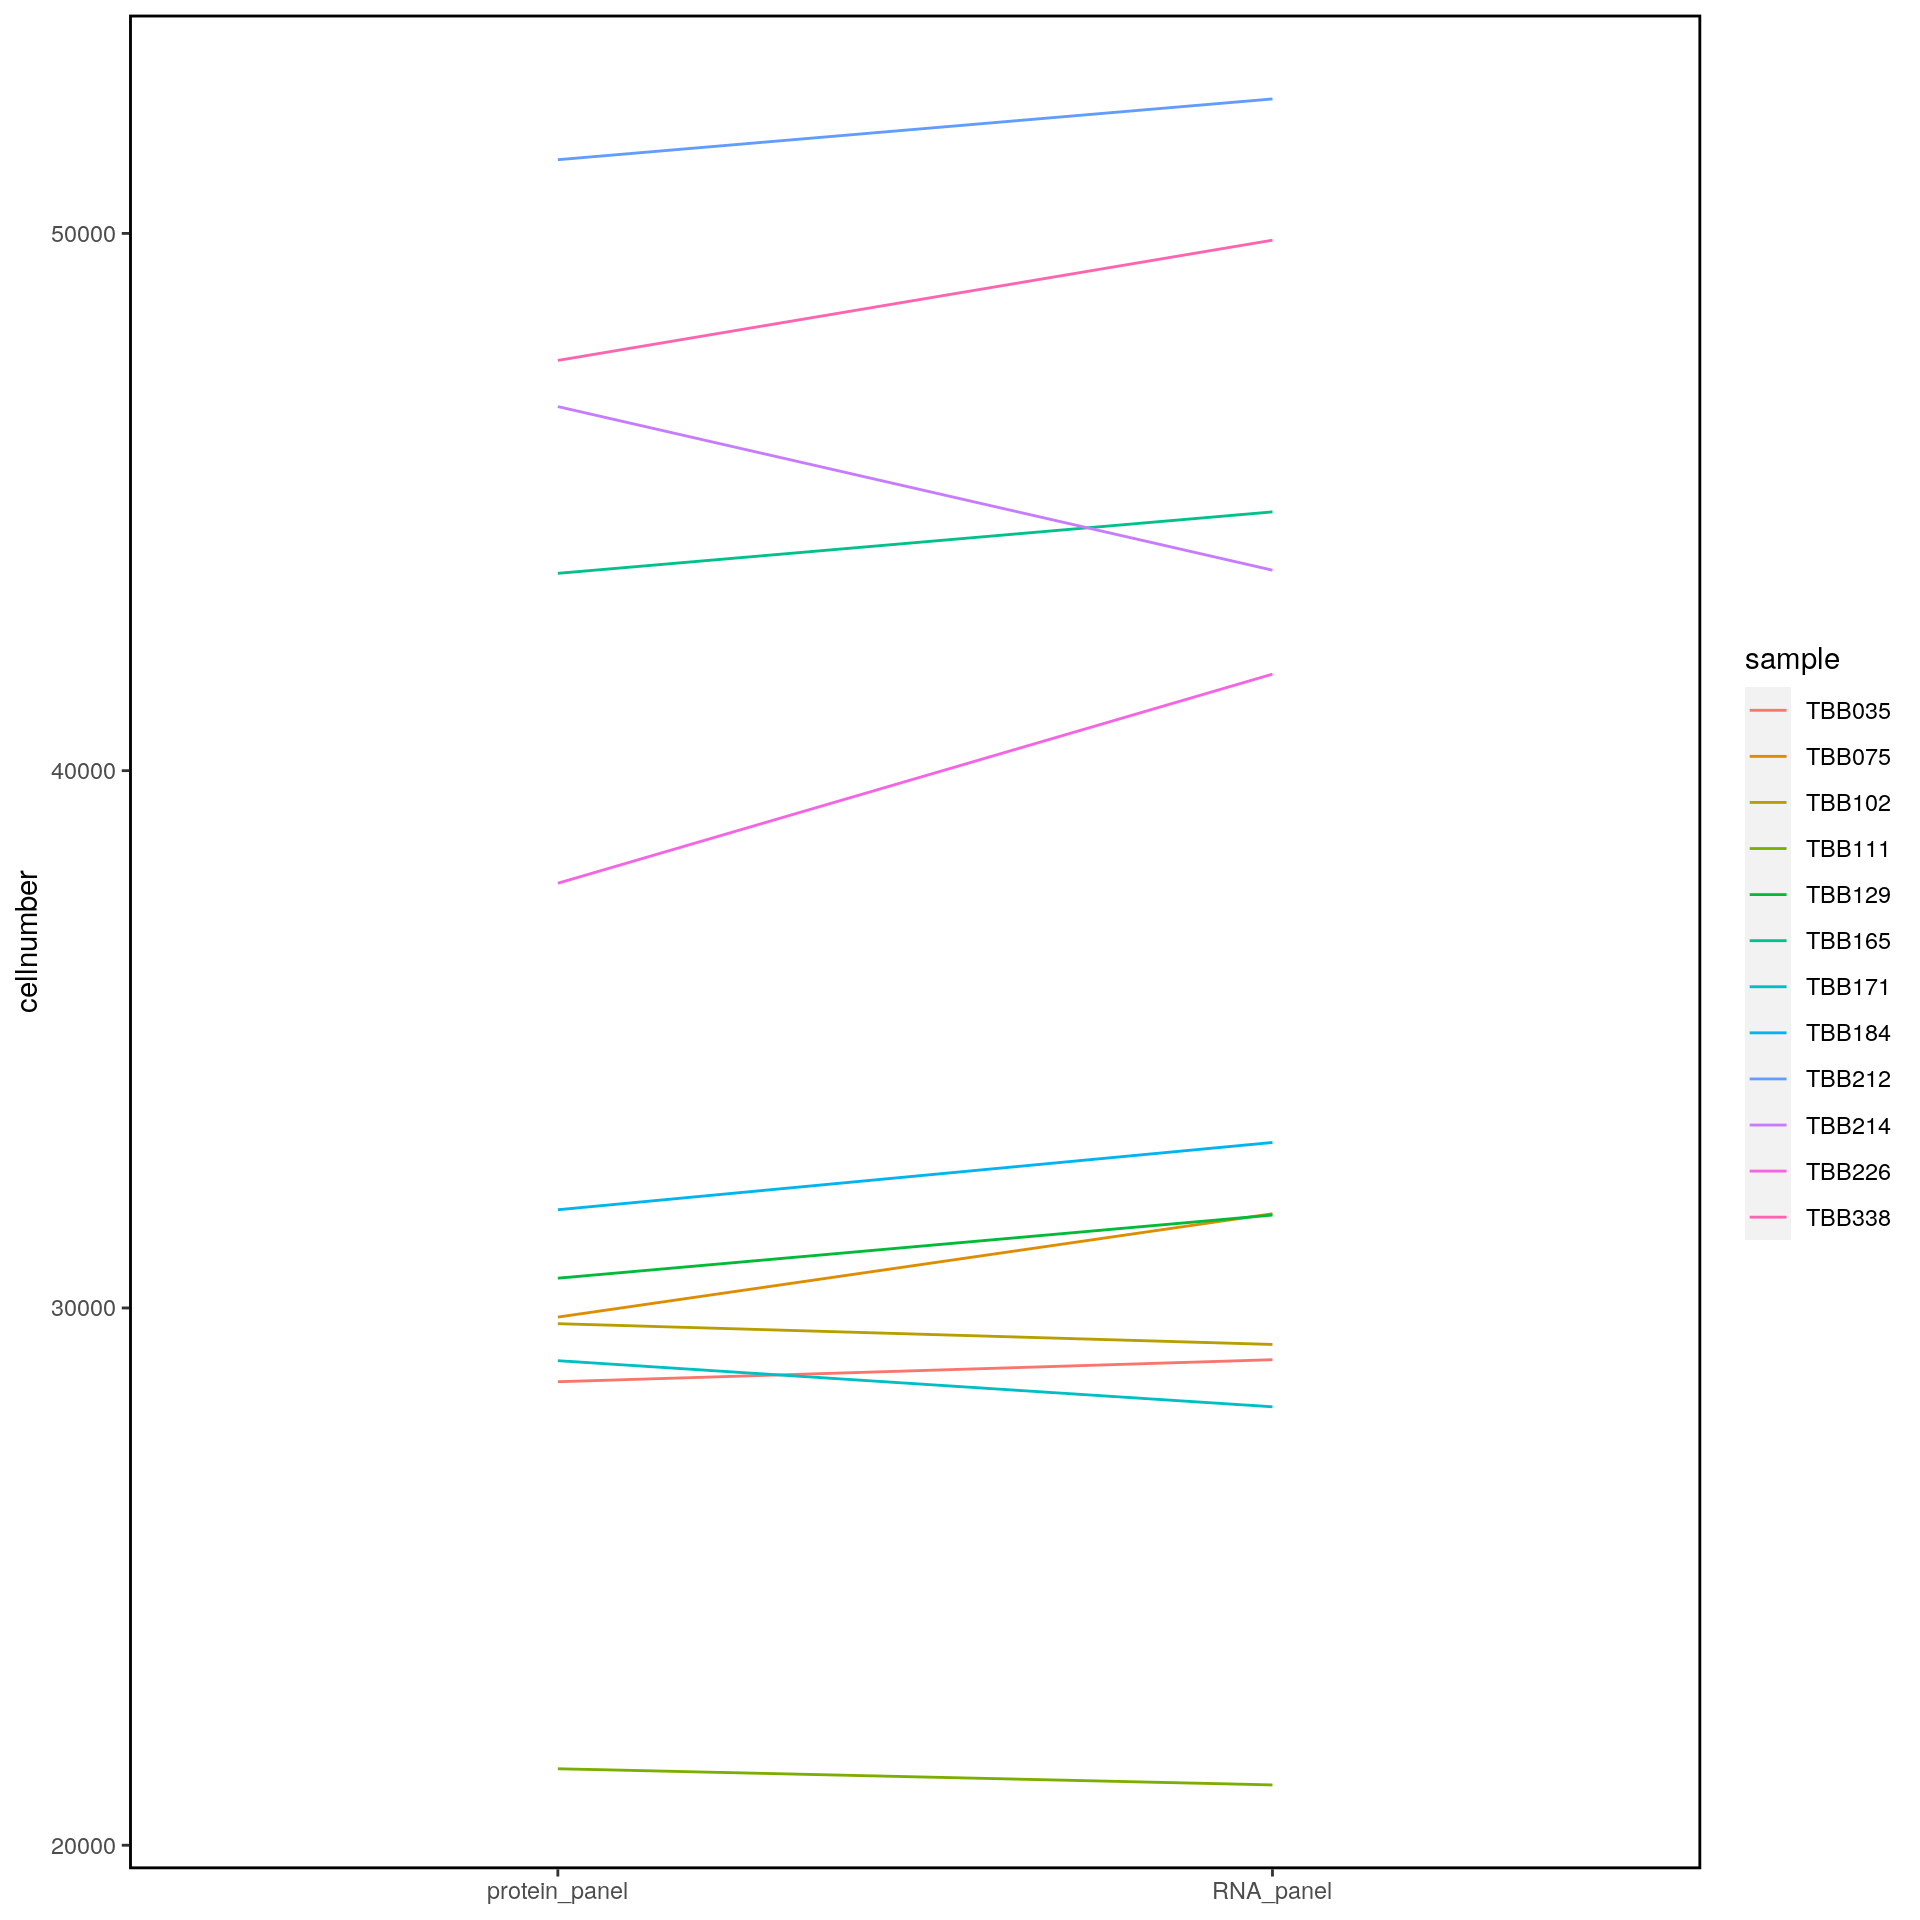 cellnumber
50000
40000
30000
20000
protein_panel
RNA_panel
sample
TBB035
TBB075
TBB102
TBB111
TBB129
TBB165
TBB171
TBB184
TBB212
TBB214
TBB226
TBB338